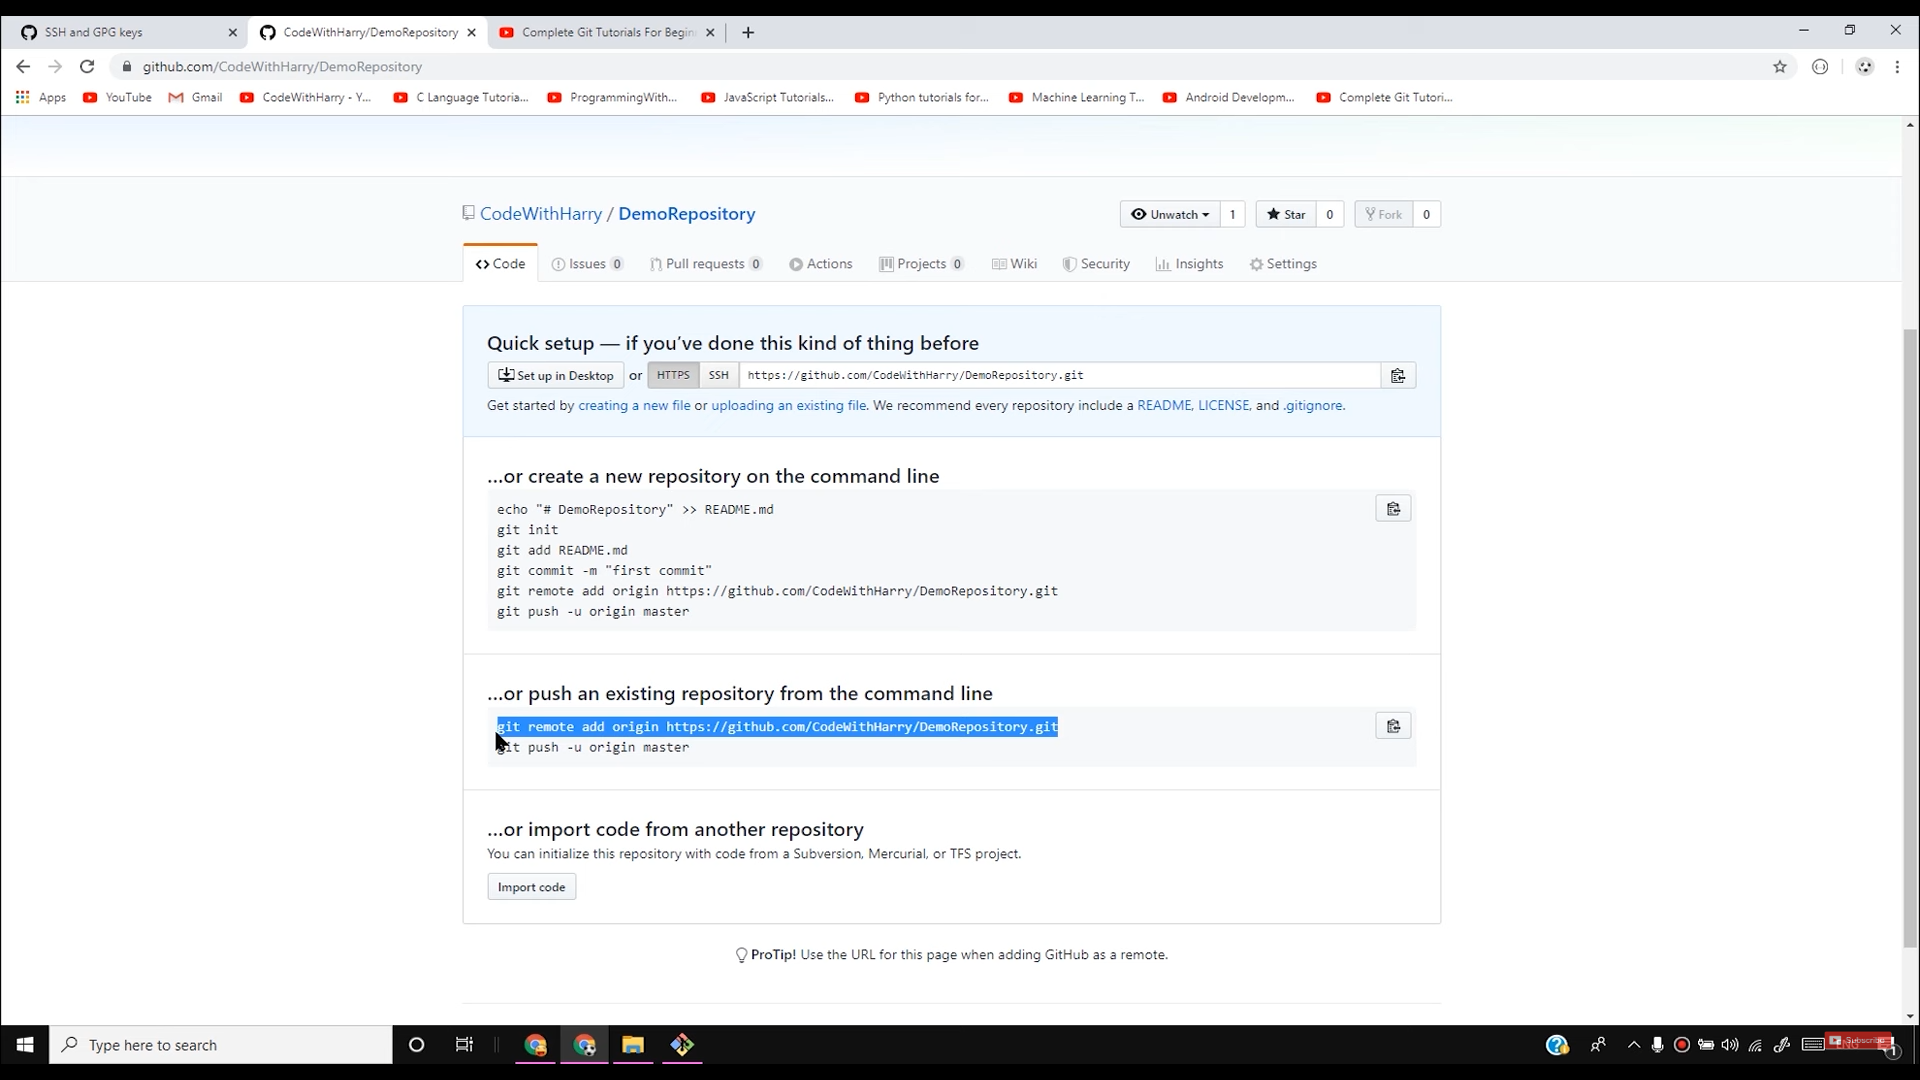 SSH and GPG keys
CodeWithHarry/DemoRepository
Complete Git Tutorials For Begin
github.com/CodeWithHarry/DemoRepository
Apps YouTube Gmail CodeWithHarry - Y... C Language Tutoria... ProgrammingWith... JavaScript Tutorials... Python tutorials for... Machine Learning T... Android Developm... Complete Git Tutori...
CodeWithHarry / DemoRepository
Unwatch 1 Star 0 Fork 0
Code Issues 0 Pull requests 0 Actions Projects 0 Wiki Security Insights Settings
Quick setup — if you've done this kind of thing before
Set up in Desktop or HTTPS SSH https://github.com/CodeWithHarry/DemoRepository.git
Get started by creating a new file or uploading an existing file. We recommend every repository include a README, LICENSE, and .gitignore.
...or create a new repository on the command line
echo "# DemoRepository" >> README.md
git init
git add README.md
git commit -m "first commit"
git remote add origin https://github.com/CodeWithHarry/DemoRepository.git
git push -u origin master
...or push an existing repository from the command line
git remote add origin https://github.com/CodeWithHarry/DemoRepository.git
git push -u origin master
...or import code from another repository
You can initialize this repository with code from a Subversion, Mercurial, or TFS project.
Import code
ProTip! Use the URL for this page when adding GitHub as a remote.
Type here to search
Subscribe
1